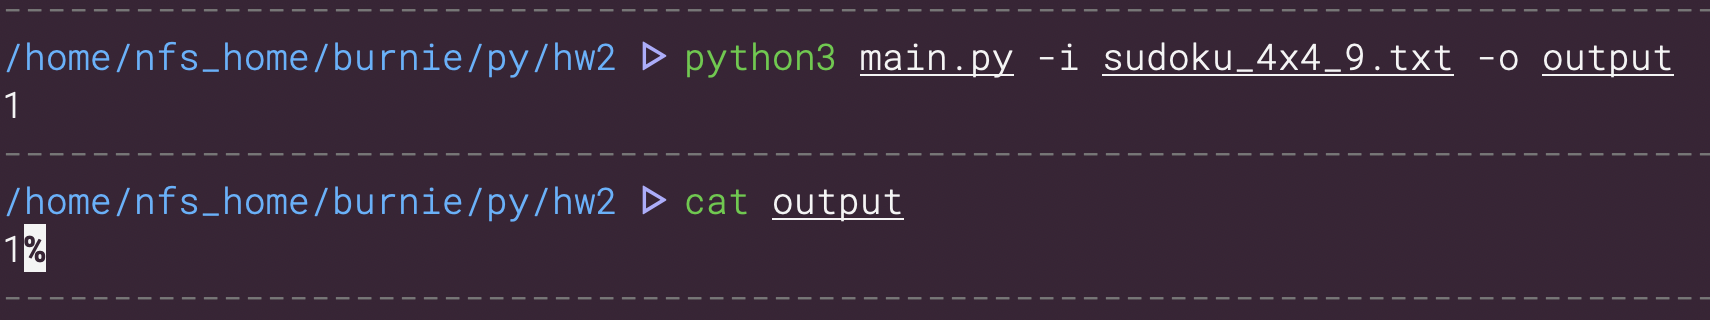 /home/nfs_home/burnie/py/hw2 ▷ python3 main.py -i sudoku_4x4_9.txt -o output
1
/home/nfs_home/burnie/py/hw2 ▷ cat output
1%